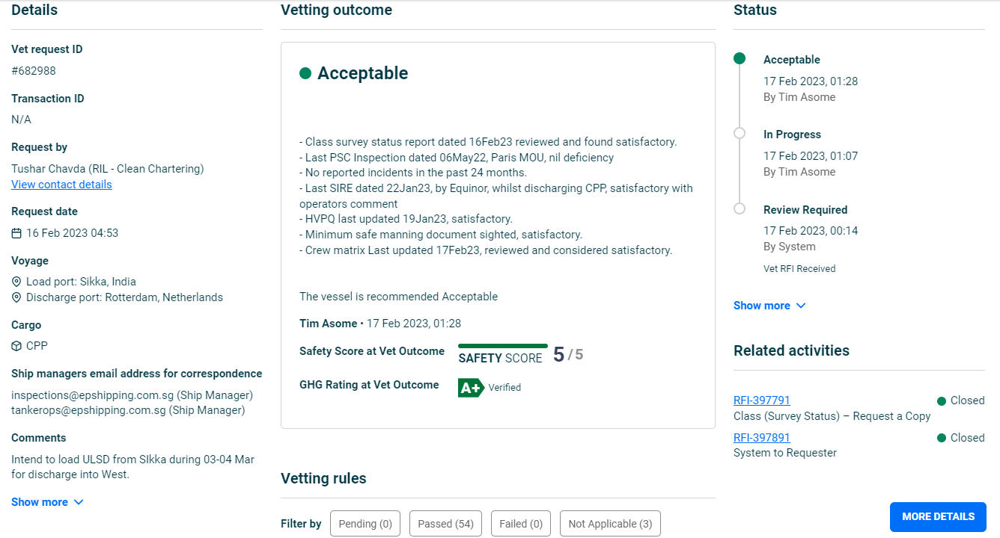 Details
Vet request ID
#682988
Transaction ID
N/A
Request by
Tushar Chavda (RIL - Clean Chartering)
View contact details
Request date
16 Feb 2023 04:53
Voyage
Load port: Sikka, India
Discharge port: Rotterdam, Netherlands
Cargo
CPP
Ship managers email address for correspondence
inspections@epshipping.com.sg (Ship Manager)
tankerops@epshipping.com.sg (Ship Manager)
Comments
Intend to load ULSD from SIkka during 03-04 Mar
for discharge into West.
Show more
Vetting outcome
Acceptable
- Class survey status report dated 16Feb23 reviewed and found satisfactory.
- Last PSC Inspection dated 06May22, Paris MOU, nil deficiency
- No reported incidents in the past 24 months.
- Last SIRE dated 22Jan23, by Equinor, whilst discharging CPP, satisfactory with
operators comment
- HVPQ last updated 19Jan23, satisfactory.
- Minimum safe manning document sighted, satisfactory.
- Crew matrix Last updated 17Feb23, reviewed and considered satisfactory.
The vessel is recommended Acceptable
Tim Asome • 17 Feb 2023, 01:28
Safety Score at Vet Outcome SAFETY SCORE 5 / 5
GHG Rating at Vet Outcome A+ Verified
Vetting rules
Filter by Pending (0) Passed (54) Failed (0) Not Applicable (3)
Status
Acceptable
17 Feb 2023, 01:28
By Tim Asome
In Progress
17 Feb 2023, 01:07
By Tim Asome
Review Required
17 Feb 2023, 00:14
By System
Vet RFI Received
Show more
Related activities
RFI-397791 Closed
Class (Survey Status) – Request a Copy
RFI-397891 Closed
System to Requester
MORE DETAILS